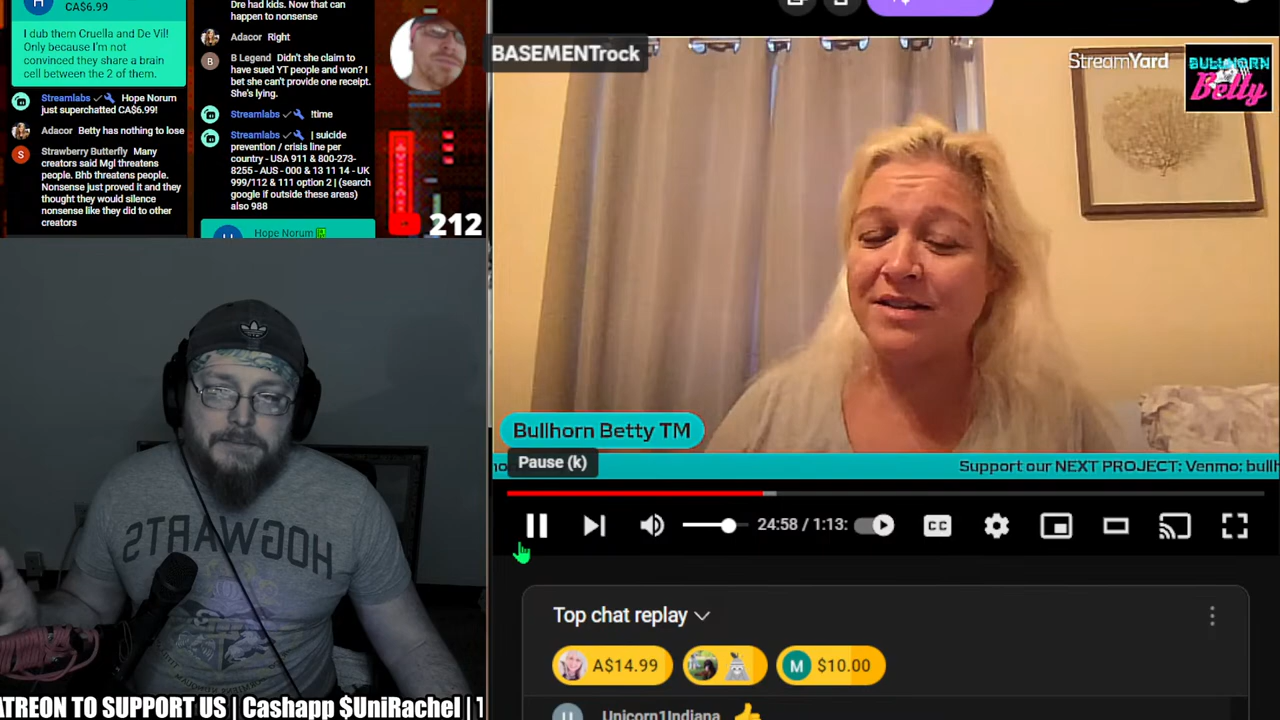 CA$6.99
I dub them Cruella and De Vil!
Only because I'm not
convinced they share a brain
cell between the 2 of them.
Streamlabs Hope Norum
just superchatted CA$6.99!
Adacor Betty has nothing to lose
Strawberry Butterfly Many
creators said Mgl threatens
people. Bhb threatens people.
Nonsense just proved it and they
thought they would silence
nonsense like they did to other
creators
Dre had kids. Now that can
happen to nonsense
Adacor Right
B Legend Didn't she claim to
have sued YT people and won? I
bet she can't provide one receipt.
She's lying.
Streamlabs !time
Streamlabs | suicide
prevention / crisis line per
country - USA 911 & 800-273-
8255 - AUS - 000 & 13 11 14 - UK
999/112 & 111 option 2 | (search
google if outside these areas)
also 988
Hope Norum
212
BASEMENTrock
StreamYard
BULLHORN
Betty
HOGWARTS
Bullhorn Betty TM
Pause (k)
Support our NEXT PROJECT: Venmo: bullh
24:58 / 1:13:
CC
Top chat replay
A$14.99
M $10.00
Unicorn1Indiana
ATREON TO SUPPORT US | Cashapp $UniRachel |